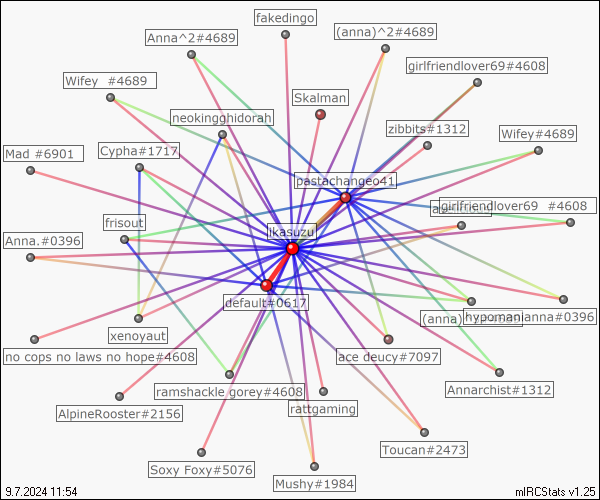 fakedingo
Anna^2#4689
(anna)^2#4689
girlfriendlover69#4608
Wifey  #4689
Skalman
neokingghidorah
zibbits#1312
Wifey#4689
Mad #6901
Cypha#1717
pastachangeo41
girlfriendlover69  #4608
frisout
jkasuzu
Anna.#0396
default#0617
xenoyaut
(anna)
hypomanianna#0396
no cops no laws no hope#4608
ace deucy#7097
ramshackle gorey#4608
Annarchist#1312
rattgaming
AlpineRooster#2156
Toucan#2473
Soxy Foxy#5076
Mushy#1984
9.7.2024 11:54
mIRCStats v1.25